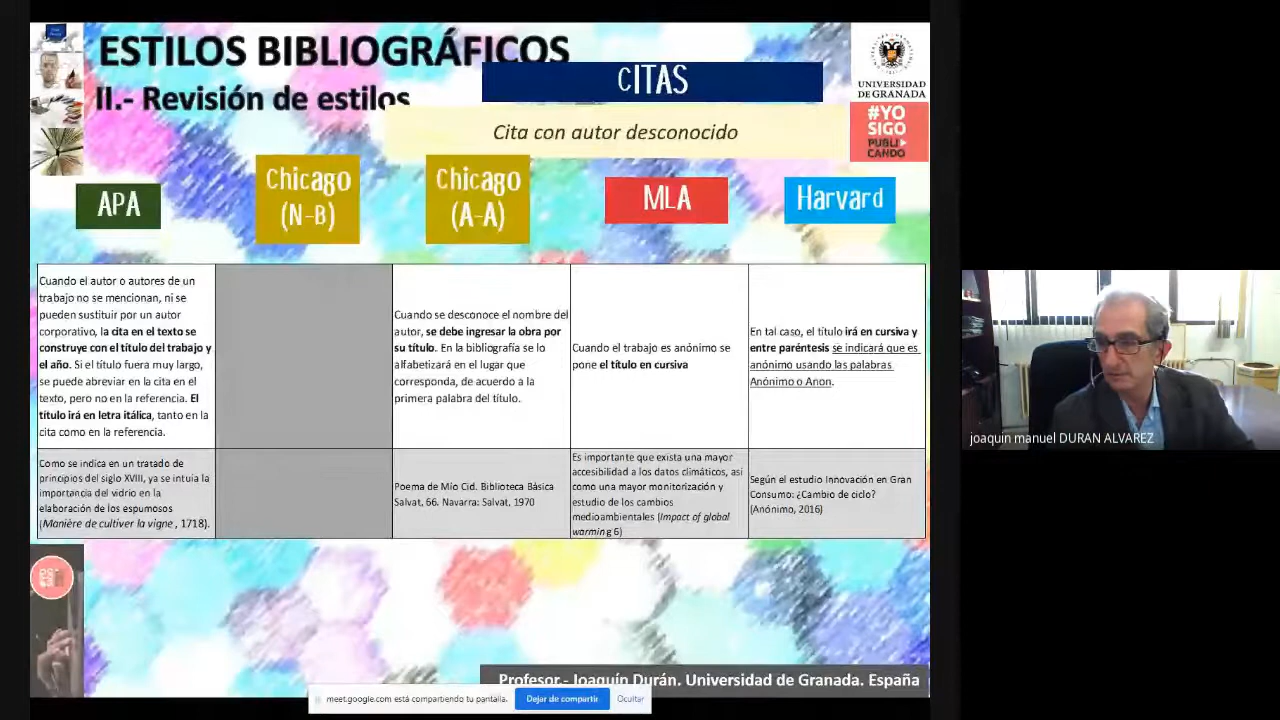 ESTILOS BIBLIOGRÁFICOS
II.- Revisión de estilos
CITAS
Cita con autor desconocido
UNIVERSIDAD
DE GRANADA
#YO
SIGO
PUBLI
CANDO
APA
Chicago
(N-B)
Chicago
(A-A)
MLA
Harvard
Cuando el autor o autores de un
trabajo no se mencionan, ni se
pueden sustituir por un autor
corporativo, la cita en el texto se
construye con el título del trabajo y
el año. Si el título fuera muy largo,
se puede abreviar en la cita en el
texto, pero no en la referencia. El
título irá en letra itálica, tanto en la
cita como en la referencia.
Cuando se desconoce el nombre del
autor, se debe ingresar la obra por
su título. En la bibliografía se lo
alfabetizará en el lugar que
corresponda, de acuerdo a la
primera palabra del título.
Cuando el trabajo es anónimo se
pone el título en cursiva
En tal caso, el título irá en cursiva y
entre paréntesis se indicará que es
anónimo usando las palabras
Anónimo o Anon.
Como se indica en un tratado de
principios del siglo XVIII, ya se intuia la
importancia del vidrio en la
elaboración de los espumosos
(Manière de cultiver la vigne , 1718).
Poema de Mío Cid. Biblioteca Básica
Salvat, 66. Navarra: Salvat, 1970
Es importante que exista una mayor
accesibilidad a los datos climáticos, así
como una mayor monitorización y
estudio de los cambios
medioambientales (Impact of global
warming 6)
Según el estudio Innovación en Gran
Consumo: ¿Cambio de ciclo?
(Anónimo, 2016)
Profesor.- Joaquín Durán. Universidad de Granada. España
meet.google.com está compartiendo tu pantalla.
Dejar de compartir
Ocultar
joaquin manuel DURAN ALVAREZ